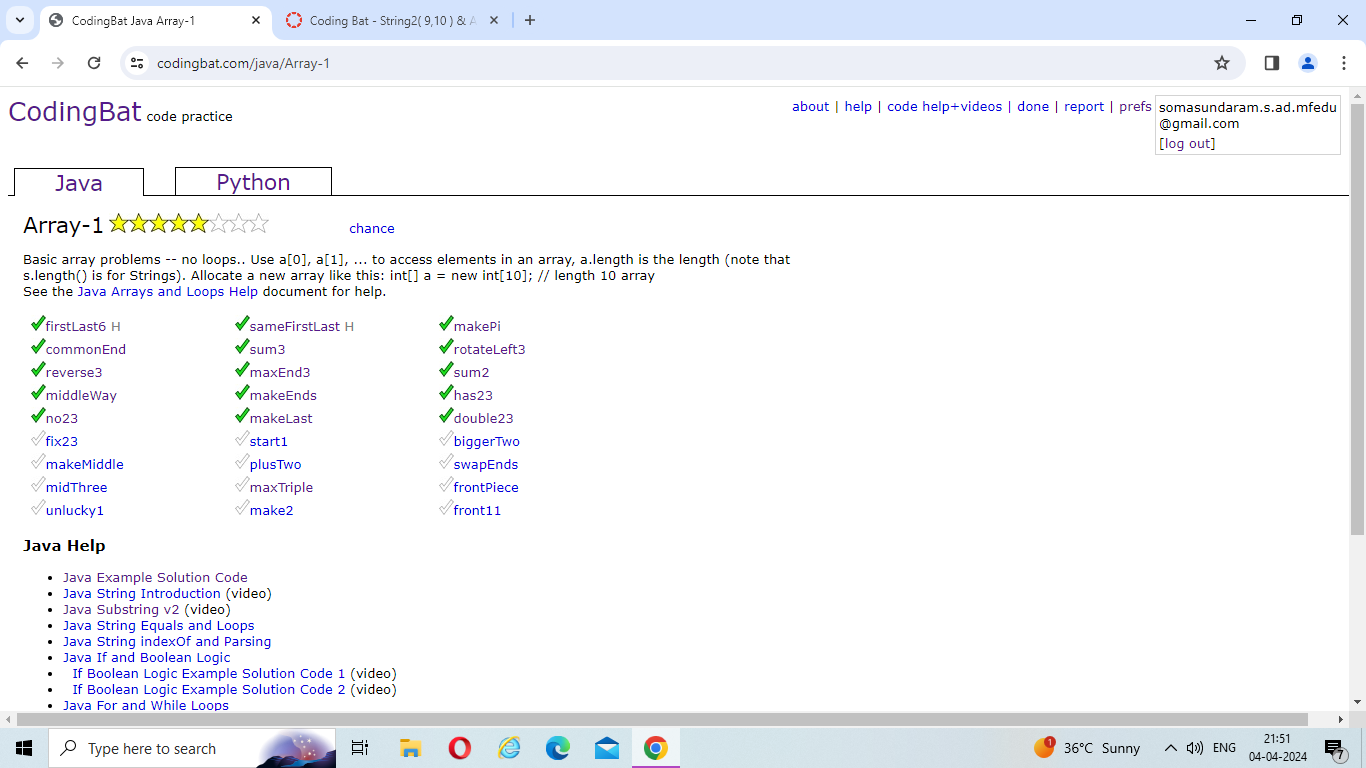 CodingBat Java Array-1
Coding Bat - String2( 9,10 ) & A
codingbat.com/java/Array-1
CodingBat code practice
about | help | code help+videos | done | report | prefs
somasundaram.s.ad.mfedu
@gmail.com
[log out]
Java
Python
Array-1
chance
Basic array problems -- no loops.. Use a[0], a[1], ... to access elements in an array, a.length is the length (note that
s.length() is for Strings). Allocate a new array like this: int[] a = new int[10]; // length 10 array
See the Java Arrays and Loops Help document for help.
firstLast6 H sameFirstLast H makePi
commonEnd sum3 rotateLeft3
reverse3 maxEnd3 sum2
middleWay makeEnds has23
no23 makeLast double23
fix23 start1 biggerTwo
makeMiddle plusTwo swapEnds
midThree maxTriple frontPiece
unlucky1 make2 front11
Java Help
• Java Example Solution Code
• Java String Introduction (video)
• Java Substring v2 (video)
• Java String Equals and Loops
• Java String indexOf and Parsing
• Java If and Boolean Logic
• If Boolean Logic Example Solution Code 1 (video)
• If Boolean Logic Example Solution Code 2 (video)
• Java For and While Loops
Type here to search
1
36°C Sunny
ENG
21:51
04-04-2024
7